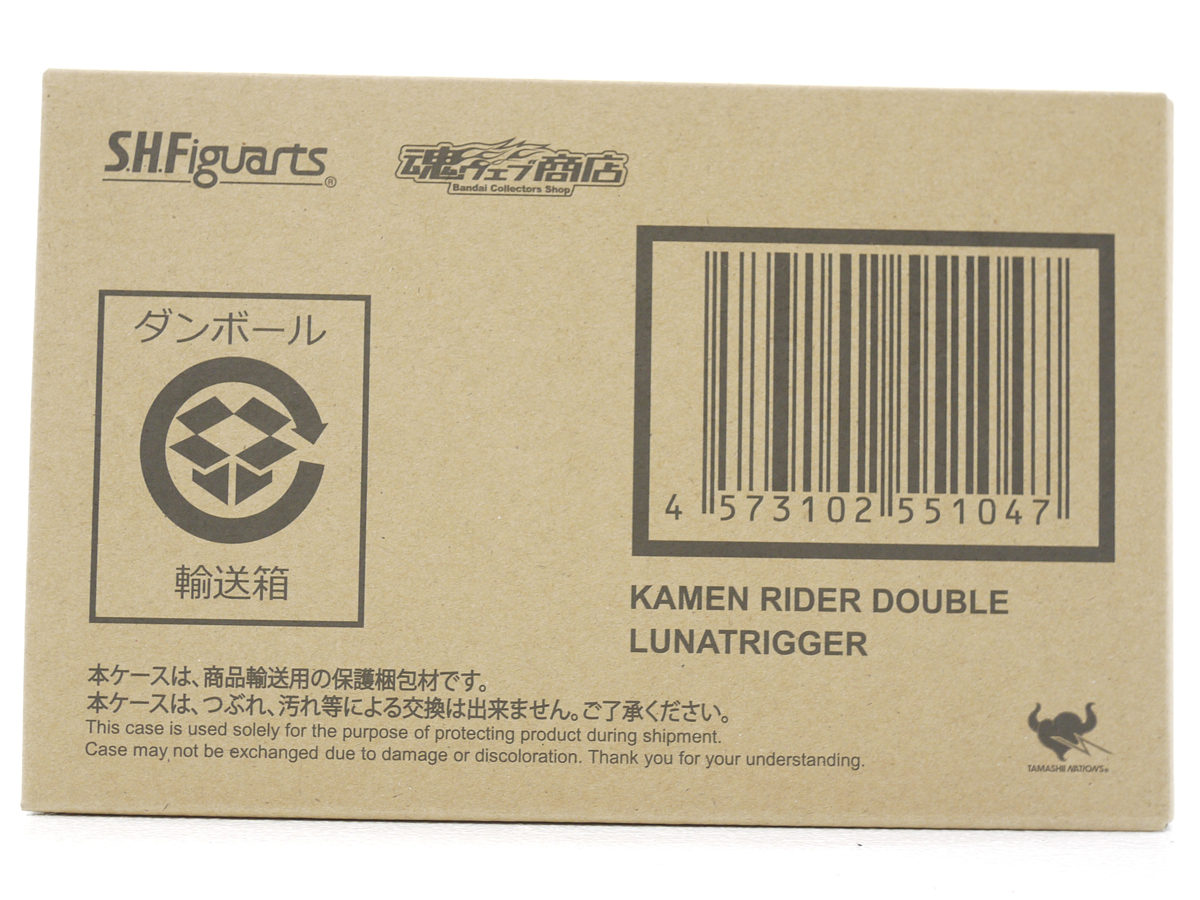 S.H.Figuarts®
魂ウェブ商店
Bandai Collectors Shop
ダンボール
輸送箱
4 573102 551047
KAMEN RIDER DOUBLE
LUNATRIGGER
本ケースは、商品輸送用の保護梱包材です。
本ケースは、つぶれ、汚れ等による交換は出来ません。ご了承ください。
This case is used solely for the purpose of protecting product during shipment.
Case may not be exchanged due to damage or discoloration. Thank you for your understanding.
TAMASHII NATIONS®